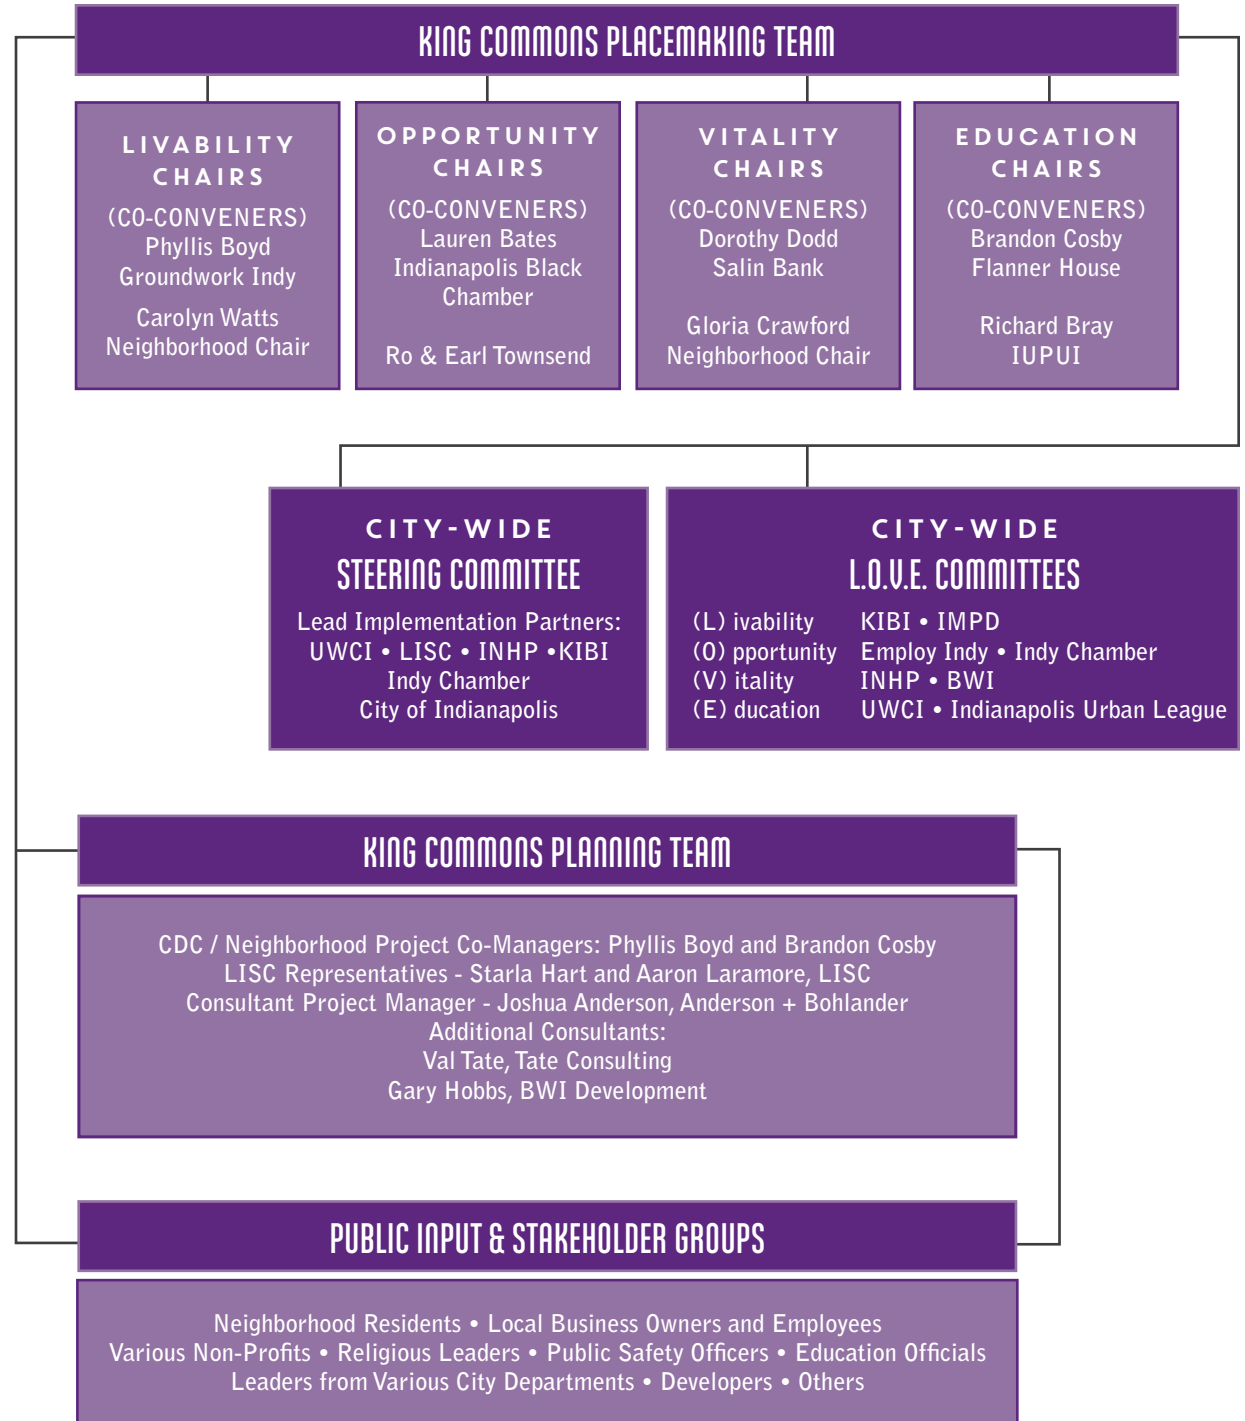 KING COMMONS PLACEMAKING TEAM
LIVABILITY
CHAIRS
(CO-CONVENERS)
Phyllis Boyd
Groundwork Indy
Carolyn Watts
Neighborhood Chair
OPPORTUNITY
CHAIRS
(CO-CONVENERS)
Lauren Bates
Indianapolis Black
Chamber
Ro & Earl Townsend
VITALITY
CHAIRS
(CO-CONVENERS)
Dorothy Dodd
Salin Bank
Gloria Crawford
Neighborhood Chair
EDUCATION
CHAIRS
(CO-CONVENERS)
Brandon Cosby
Flanner House
Richard Bray
IUPUI
CITY-WIDE
STEERING COMMITTEE
Lead Implementation Partners:
UWCI • LISC • INHP •KIBI
Indy Chamber
City of Indianapolis
CITY-WIDE
L.O.V.E. COMMITTEES
(L) ivability KIBI • IMPD
(O) pportunity Employ Indy • Indy Chamber
(V) itality INHP • BWI
(E) ducation UWCI • Indianapolis Urban League
KING COMMONS PLANNING TEAM
CDC / Neighborhood Project Co-Managers: Phyllis Boyd and Brandon Cosby
LISC Representatives - Starla Hart and Aaron Laramore, LISC
Consultant Project Manager - Joshua Anderson, Anderson + Bohlander
Additional Consultants:
Val Tate, Tate Consulting
Gary Hobbs, BWI Development
PUBLIC INPUT & STAKEHOLDER GROUPS
Neighborhood Residents • Local Business Owners and Employees
Various Non-Profits • Religious Leaders • Public Safety Officers • Education Officials
Leaders from Various City Departments • Developers • Others